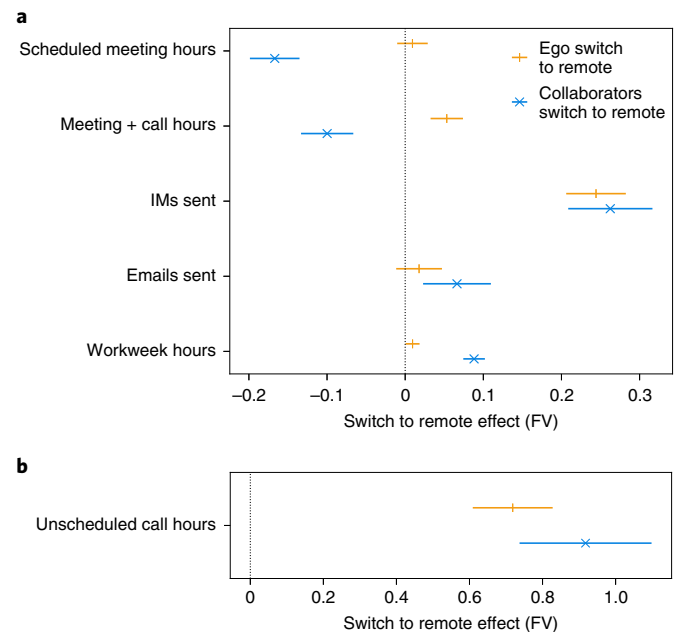 a
Scheduled meeting hours
Meeting + call hours
IMs sent
Emails sent
Workweek hours
Ego switch
to remote
Collaborators
switch to remote
−0.2 −0.1 0 0.1 0.2 0.3
Switch to remote effect (FV)
b
Unscheduled call hours
0 0.2 0.4 0.6 0.8 1.0
Switch to remote effect (FV)